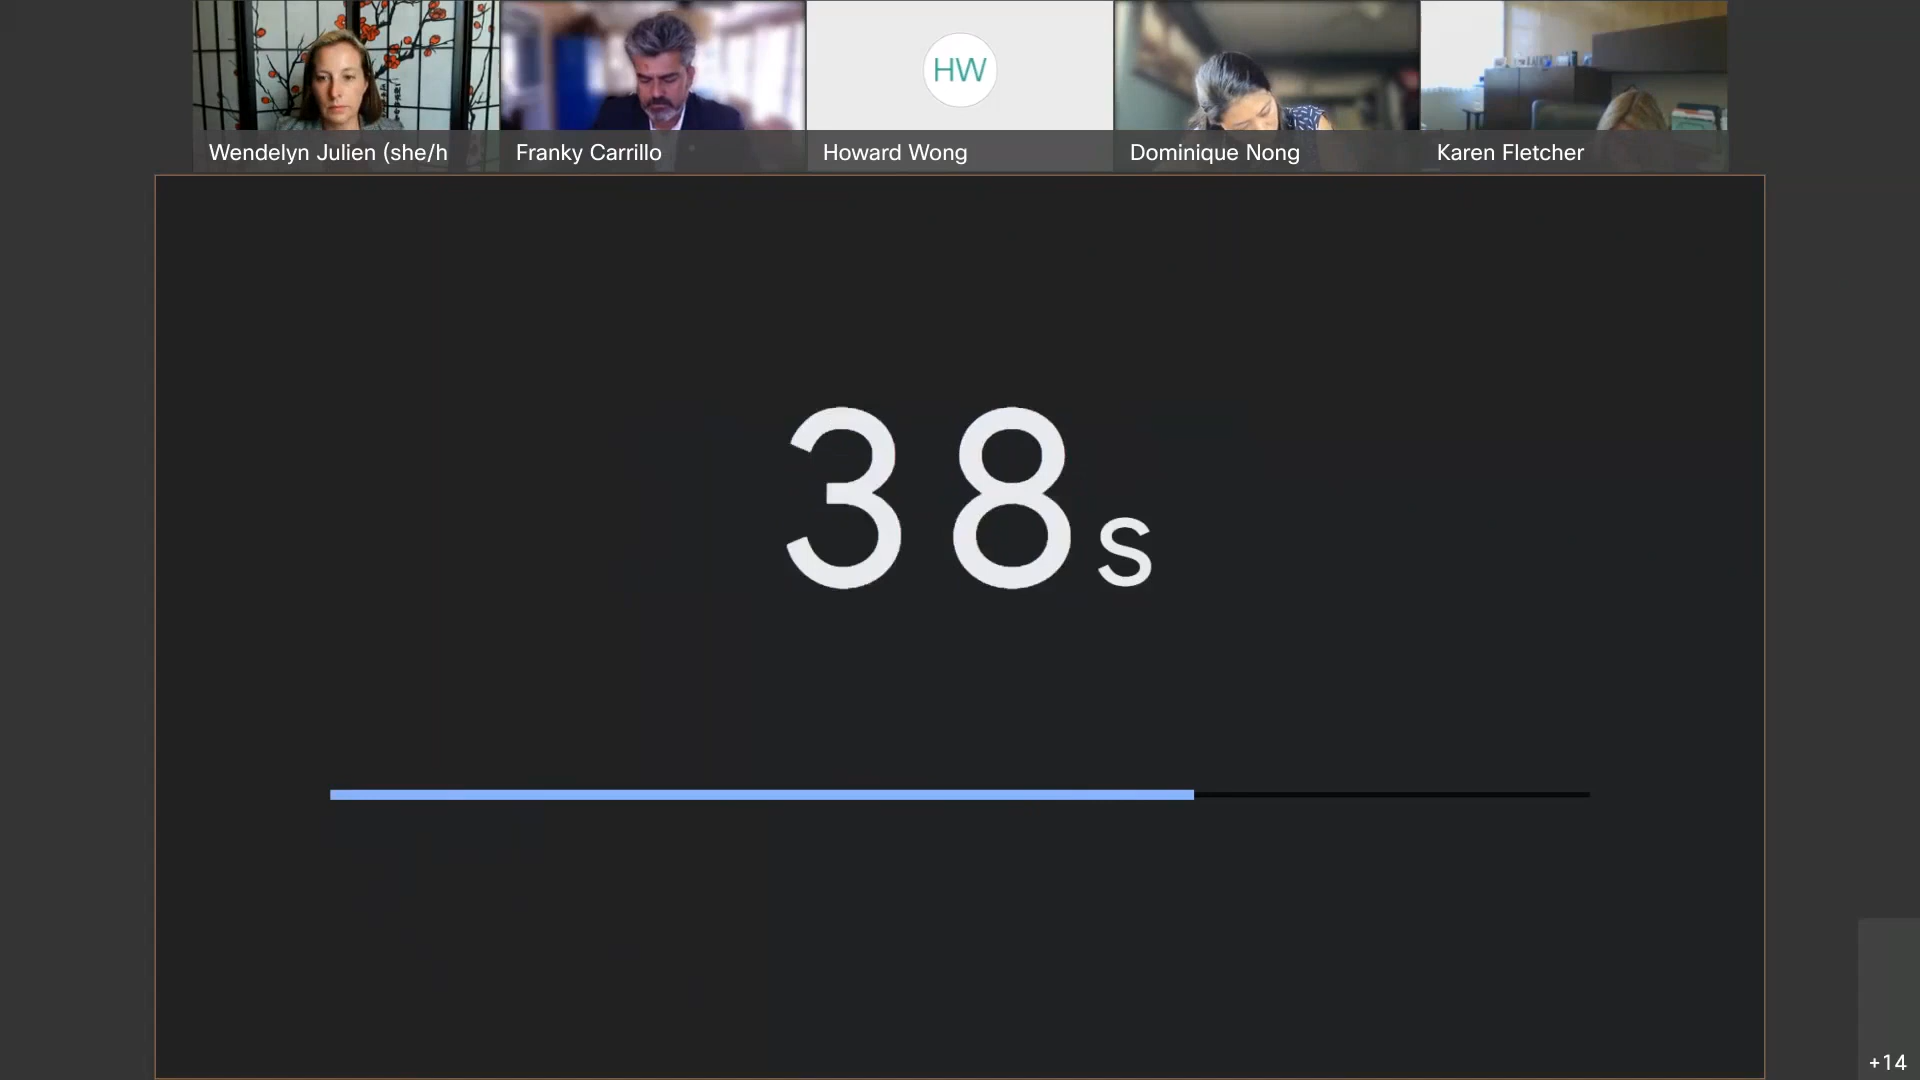 HW
Wendelyn Julien (she/h
Franky Carrillo
Howard Wong
Dominique Nong
Karen Fletcher
38s
+14